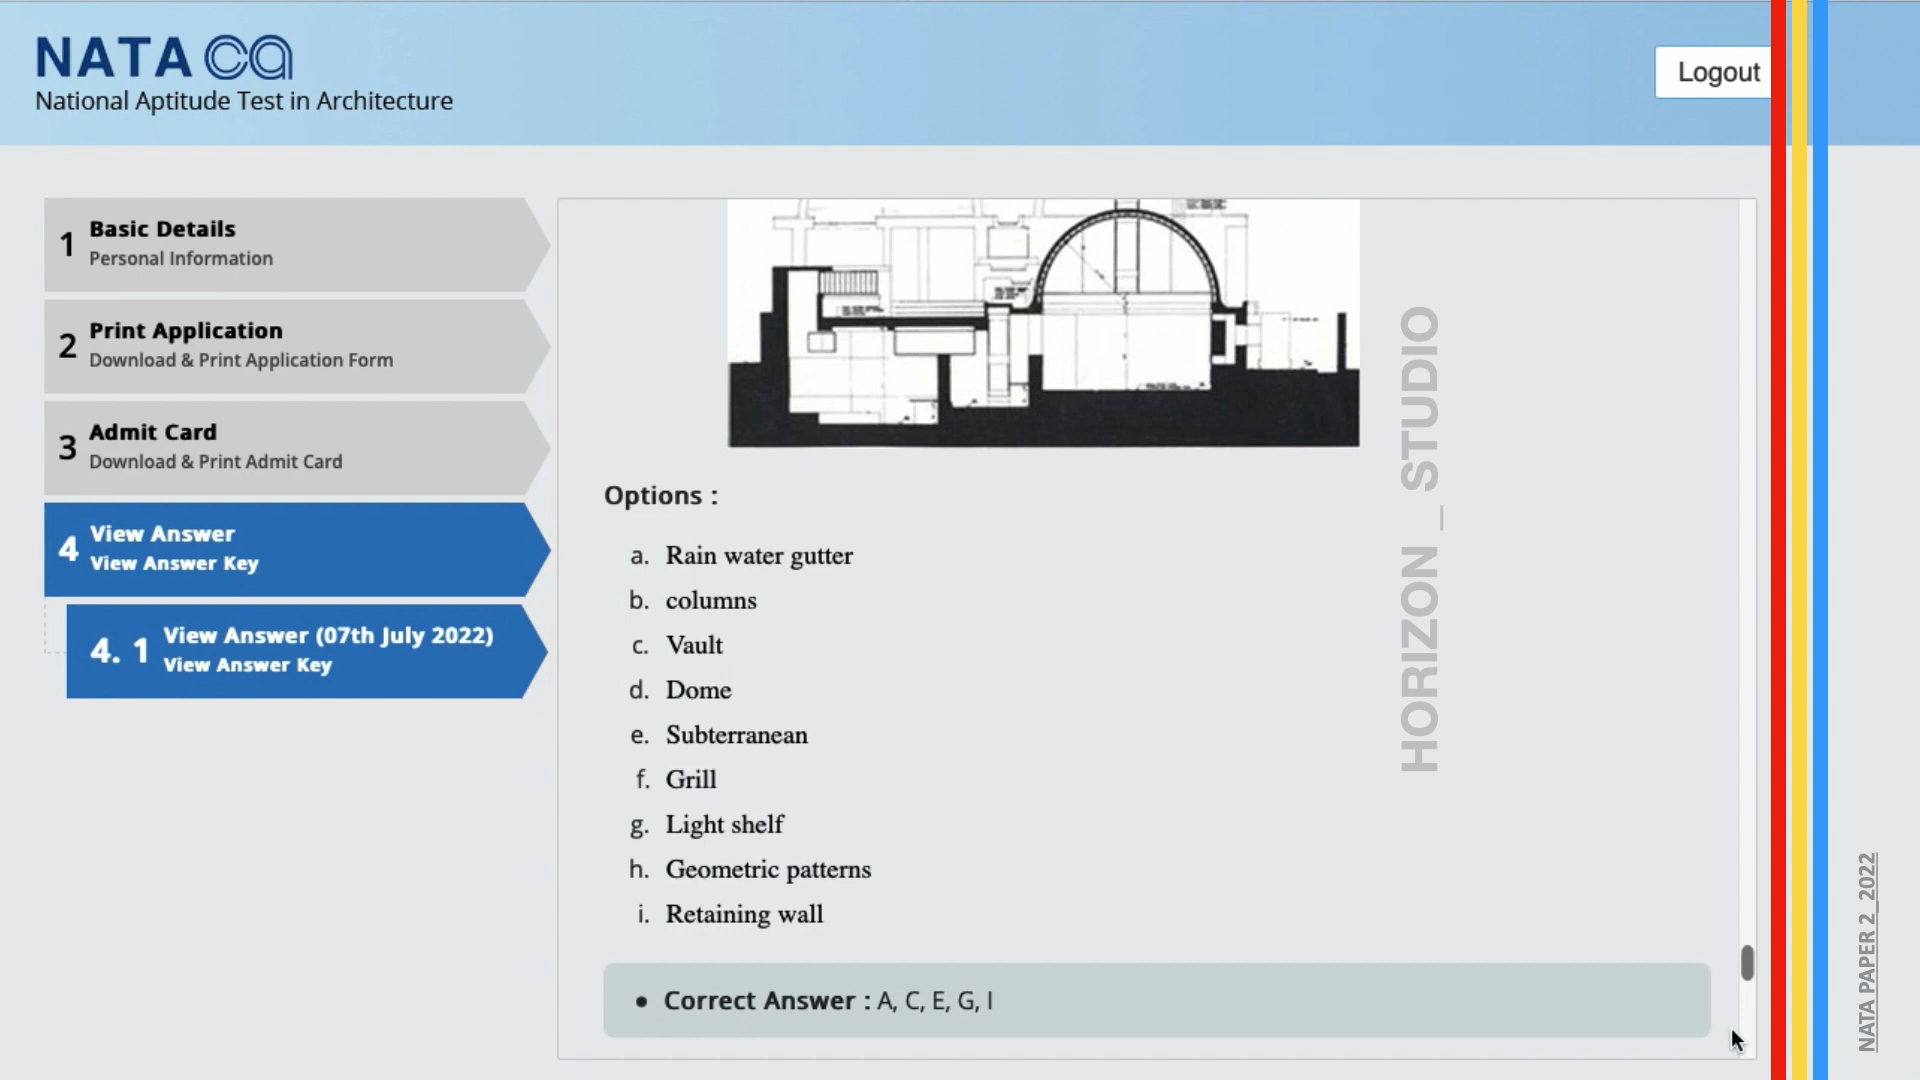 NATA ca
National Aptitude Test in Architecture
Logout
1 Basic Details
Personal Information
2 Print Application
Download & Print Application Form
3 Admit Card
Download & Print Admit Card
4 View Answer
View Answer Key
4. 1 View Answer (07th July 2022)
View Answer Key
Options :
a. Rain water gutter
b. columns
c. Vault
d. Dome
e. Subterranean
f. Grill
g. Light shelf
h. Geometric patterns
i. Retaining wall
• Correct Answer : A, C, E, G, I
HORIZON _ STUDIO
NATA PAPER 2_2022